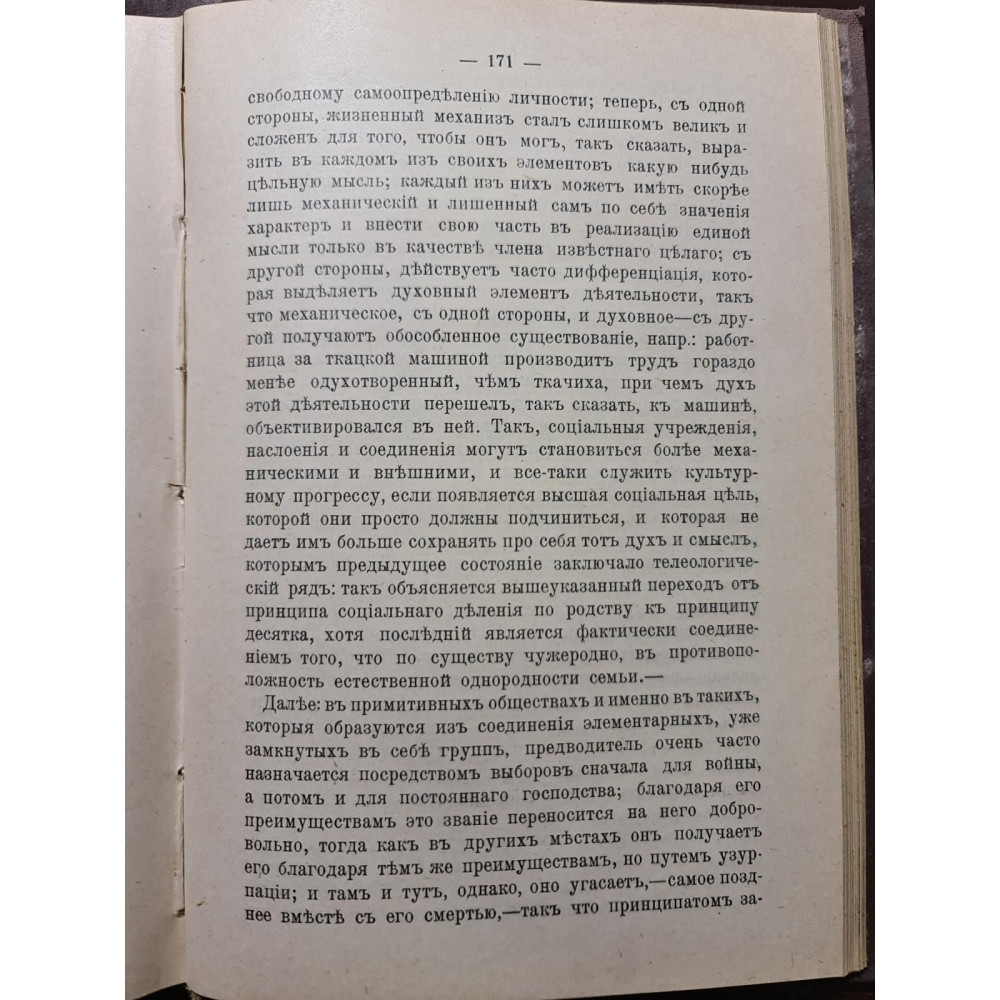 — 171 —
свободному самоопредѣленію личности; теперь, съ одной
стороны, жизненный механизъ сталъ слишкомъ великъ и
сложенъ для того, чтобы онъ могъ, такъ сказать, выра-
зить въ каждомъ изъ своихъ элементовъ какую нибудь
цѣльную мысль; каждый изъ нихъ можетъ имѣть скорѣе
лишь механическій и лишенный самъ по себѣ значенія
характеръ и внести свою часть въ реализацію единой
мысли только въ качествѣ члена извѣстнаго цѣлаго; съ
другой стороны, дѣйствуетъ часто дифференціація, кото-
рая выдѣляетъ духовный элементъ дѣятельности, такъ
что механическое, съ одной стороны, и духовное—съ дру-
гой получаютъ обособленное существованіе, напр.: работ-
ница за ткацкой машиной производитъ трудъ гораздо
менѣе одухотворенный, чѣмъ ткачиха, при чемъ духъ
этой дѣятельности перешелъ, такъ сказать, къ машинѣ,
объективировался въ ней. Такъ, соціальныя учрежденія,
наслоенія и соединенія могутъ становиться болѣе меха-
ническими и внѣшними, и все-таки служить культур-
ному прогрессу, если появляется высшая соціальная цѣль,
которой они просто должны подчиниться, и которая не
даетъ имъ больше сохранять про себя тотъ духъ и смыслъ,
которымъ предыдущее состояніе заключало телеологиче-
скій рядъ: такъ объясняется вышеуказанный переходъ отъ
принципа соціальнаго дѣленія по родству къ принципу
десятка, хотя послѣдній является фактически соедине-
ніемъ того, что по существу чужеродно, въ противопо-
ложность естественной однородности семьи.—
Далѣе: въ примитивныхъ обществахъ и именно въ такихъ,
которыя образуются изъ соединенія элементарныхъ, уже
замкнутыхъ въ себѣ группъ, предводитель очень часто
назначается посредствомъ выборовъ сначала для войны,
а потомъ и для постояннаго господства; благодаря его
преимуществамъ это званіе переносится на него добро-
вольно, тогда какъ въ другихъ мѣстахъ онъ получаетъ
его благодаря тѣмъ же преимуществамъ, но путемъ узур-
паціи; и тамъ и тутъ, однако, оно угасаетъ,—самое позд-
нее вмѣстѣ съ его смертью,—такъ что принципатомъ за-